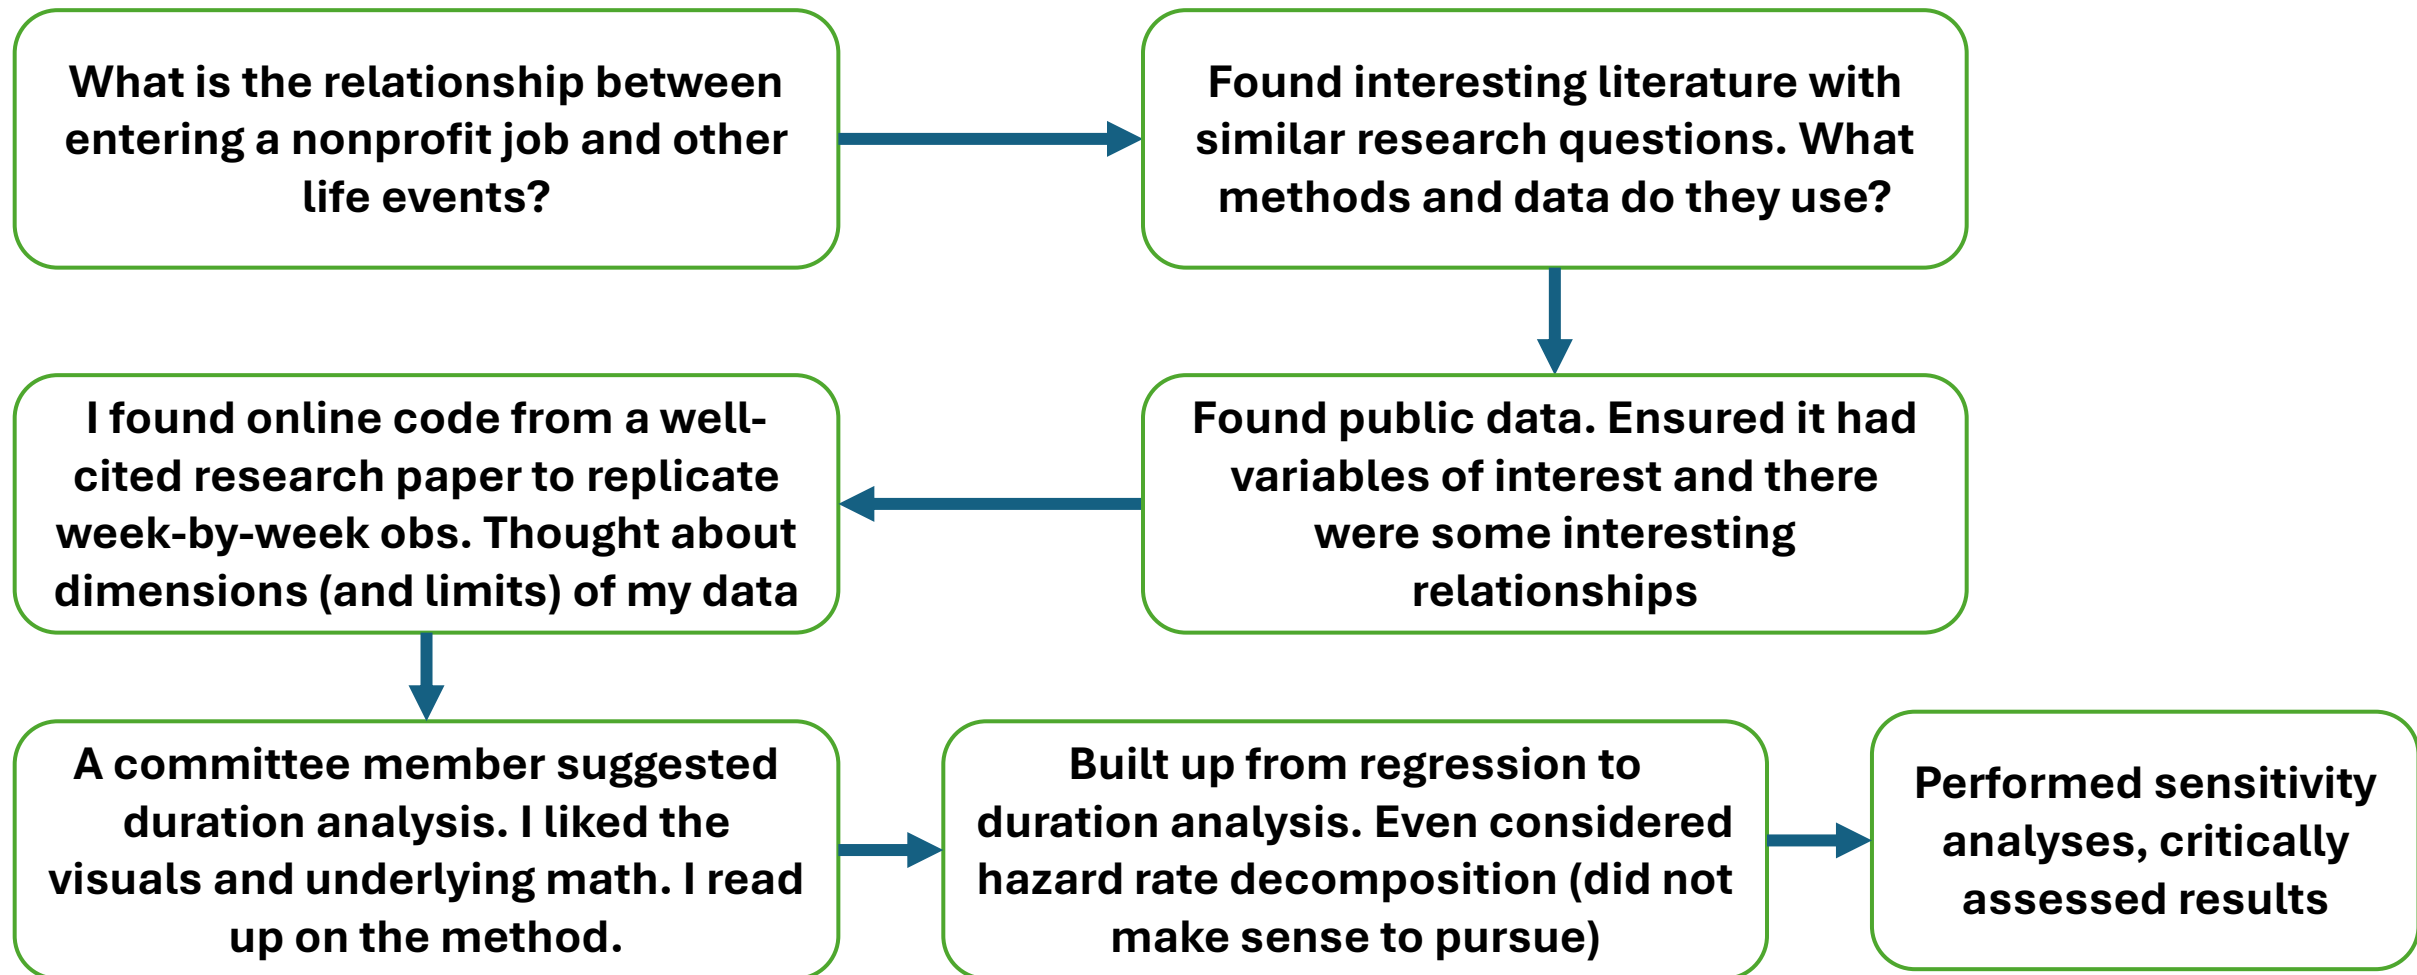 What is the relationship between
entering a nonprofit job and other
life events?
Found interesting literature with
similar research questions. What
methods and data do they use?
Found public data. Ensured it had
variables of interest and there
were some interesting
relationships
I found online code from a well-
cited research paper to replicate
week-by-week obs. Thought about
dimensions (and limits) of my data
A committee member suggested
duration analysis. I liked the
visuals and underlying math. I read
up on the method.
Built up from regression to
duration analysis. Even considered
hazard rate decomposition (did not
make sense to pursue)
Performed sensitivity
analyses, critically
assessed results